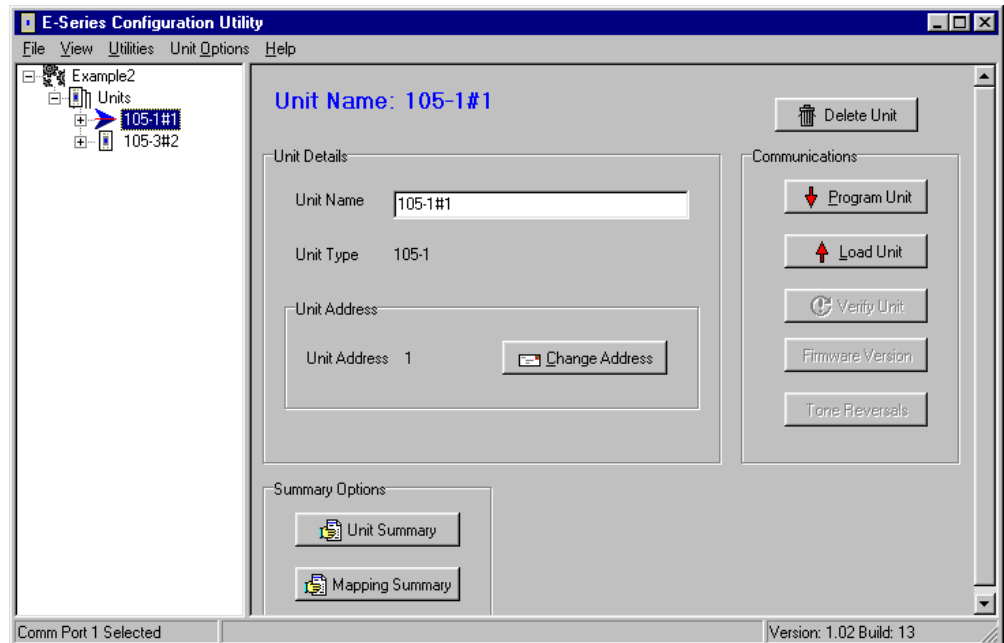 E-Series Configuration Utility
File View Utilities Unit Options Help
Example2
Units
105-1#1
105-3#2
Unit Name: 105-1#1
Delete Unit
Unit Details
Unit Name 105-1#1
Unit Type 105-1
Unit Address
Unit Address 1 Change Address
Communications
Program Unit
Load Unit
Verify Unit
Firmware Version
Tone Reversals
Summary Options
Unit Summary
Mapping Summary
Comm Port 1 Selected Version: 1.02 Build: 13